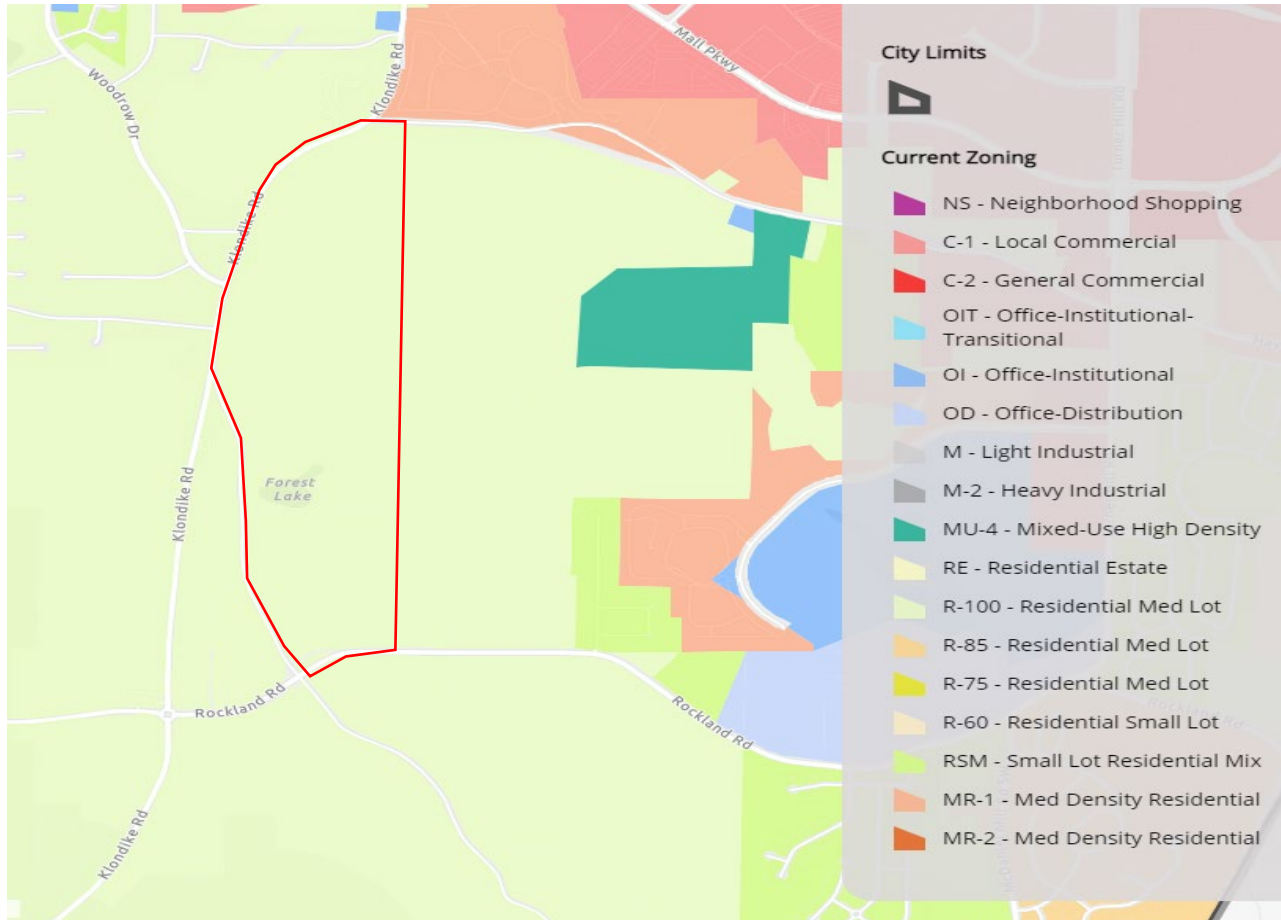 Klondike Rd
Mall Pkwy
Woodrow Dr
Klondike Rd
Forest
Lake
Klondike Rd
Rockland Rd
Rockland Rd
Klondike Rd
City Limits
Current Zoning
NS - Neighborhood Shopping
C-1 - Local Commercial
C-2 - General Commercial
OIT - Office-Institutional-
Transitional
OI - Office-Institutional
OD - Office-Distribution
M - Light Industrial
M-2 - Heavy Industrial
MU-4 - Mixed-Use High Density
RE - Residential Estate
R-100 - Residential Med Lot
R-85 - Residential Med Lot
R-75 - Residential Med Lot
R-60 - Residential Small Lot
RSM - Small Lot Residential Mix
MR-1 - Med Density Residential
MR-2 - Med Density Residential
Rockland Rd